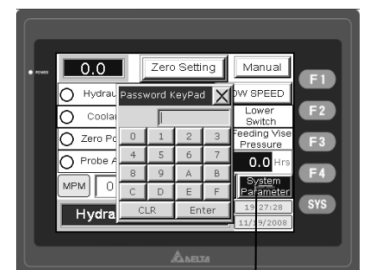 POWER
0.0
Zero Setting
Manual
F1
Hydrau
Password KeyPad
X
OW SPEED
Coola
Lower
Switch
F2
Zero Po
0 1 2 3
Feeding Vise
Pressure
F3
Probe A
4 5 6 7
0.0 Hrs
8 9 A B
F4
MPM
0
C D E F
System
Parameter
Hydra
CLR
Enter
19:27:28
SYS
11/19/2008
DELTA